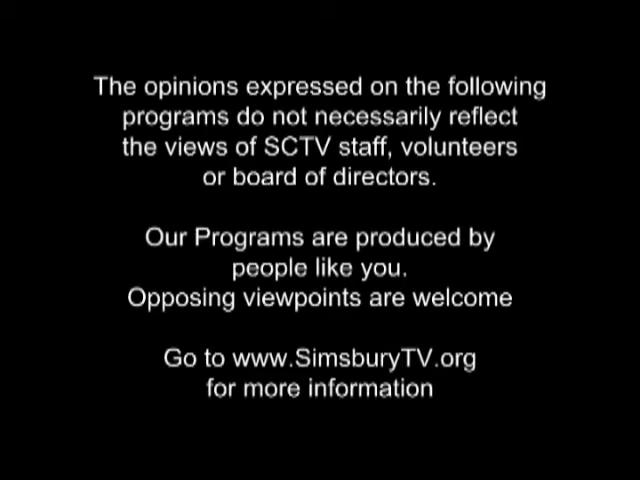 The opinions expressed on the following
programs do not necessarily reflect
the views of SCTV staff, volunteers
or board of directors.
Our Programs are produced by
people like you.
Opposing viewpoints are welcome
Go to www.SimsburyTV.org
for more information